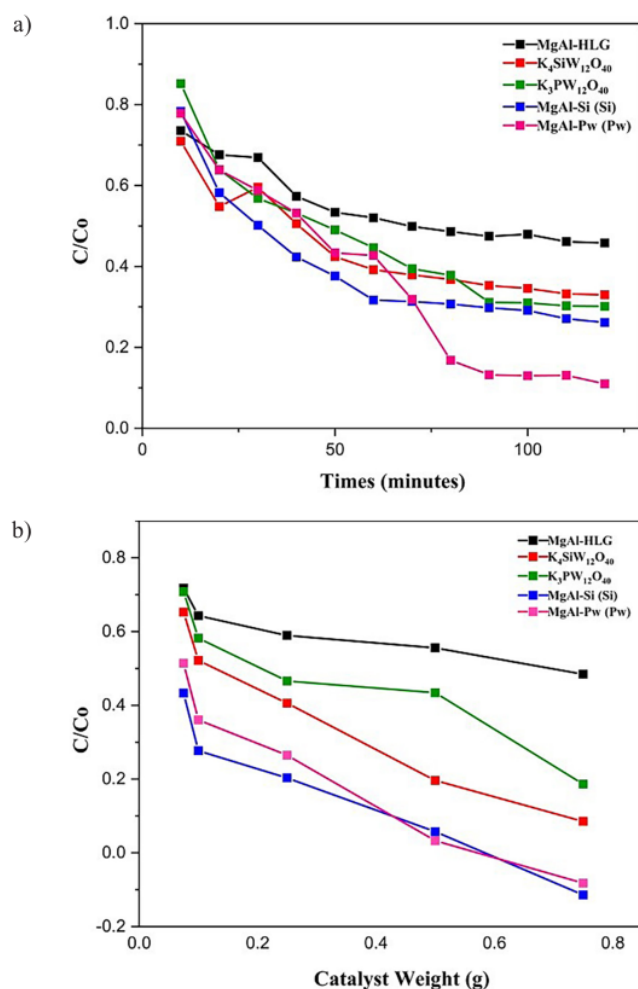 a)
1.0
0.8
0.6
0.4
0.2
0.0
C/Co
MgAl-HLG
K₄SiW₁₂O₄₀
K₃PW₁₂O₄₀
MgAl-Si (Si)
MgAl-Pw (Pw)
0 50 100
Times (minutes)
b)
0.8
0.6
0.4
0.2
0.0
-0.2
C/Co
MgAl-HLG
K₄SiW₁₂O₄₀
K₃PW₁₂O₄₀
MgAl-Si (Si)
MgAl-Pw (Pw)
0.0 0.2 0.4 0.6 0.8
Catalyst Weight (g)